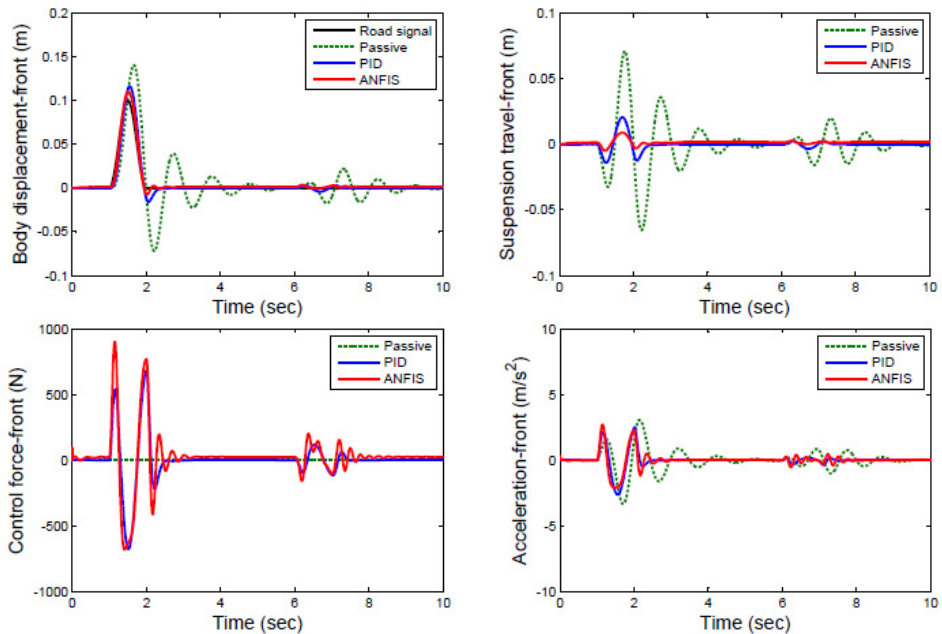 Body displacement-front (m)
0.2
0.15
0.1
0.05
0
-0.05
-0.1
Road signal
Passive
PID
ANFIS
0 2 4 6 8 10
Time (sec)
Suspension travel-front (m)
0.1
0.05
0
-0.05
-0.1
Passive
PID
ANFIS
0 2 4 6 8 10
Time (sec)
Control force-front (N)
1000
500
0
-500
-1000
Passive
PID
ANFIS
0 2 4 6 8 10
Time (sec)
Acceleration-front (m/s²)
10
5
0
-5
-10
Passive
PID
ANFIS
0 2 4 6 8 10
Time (sec)